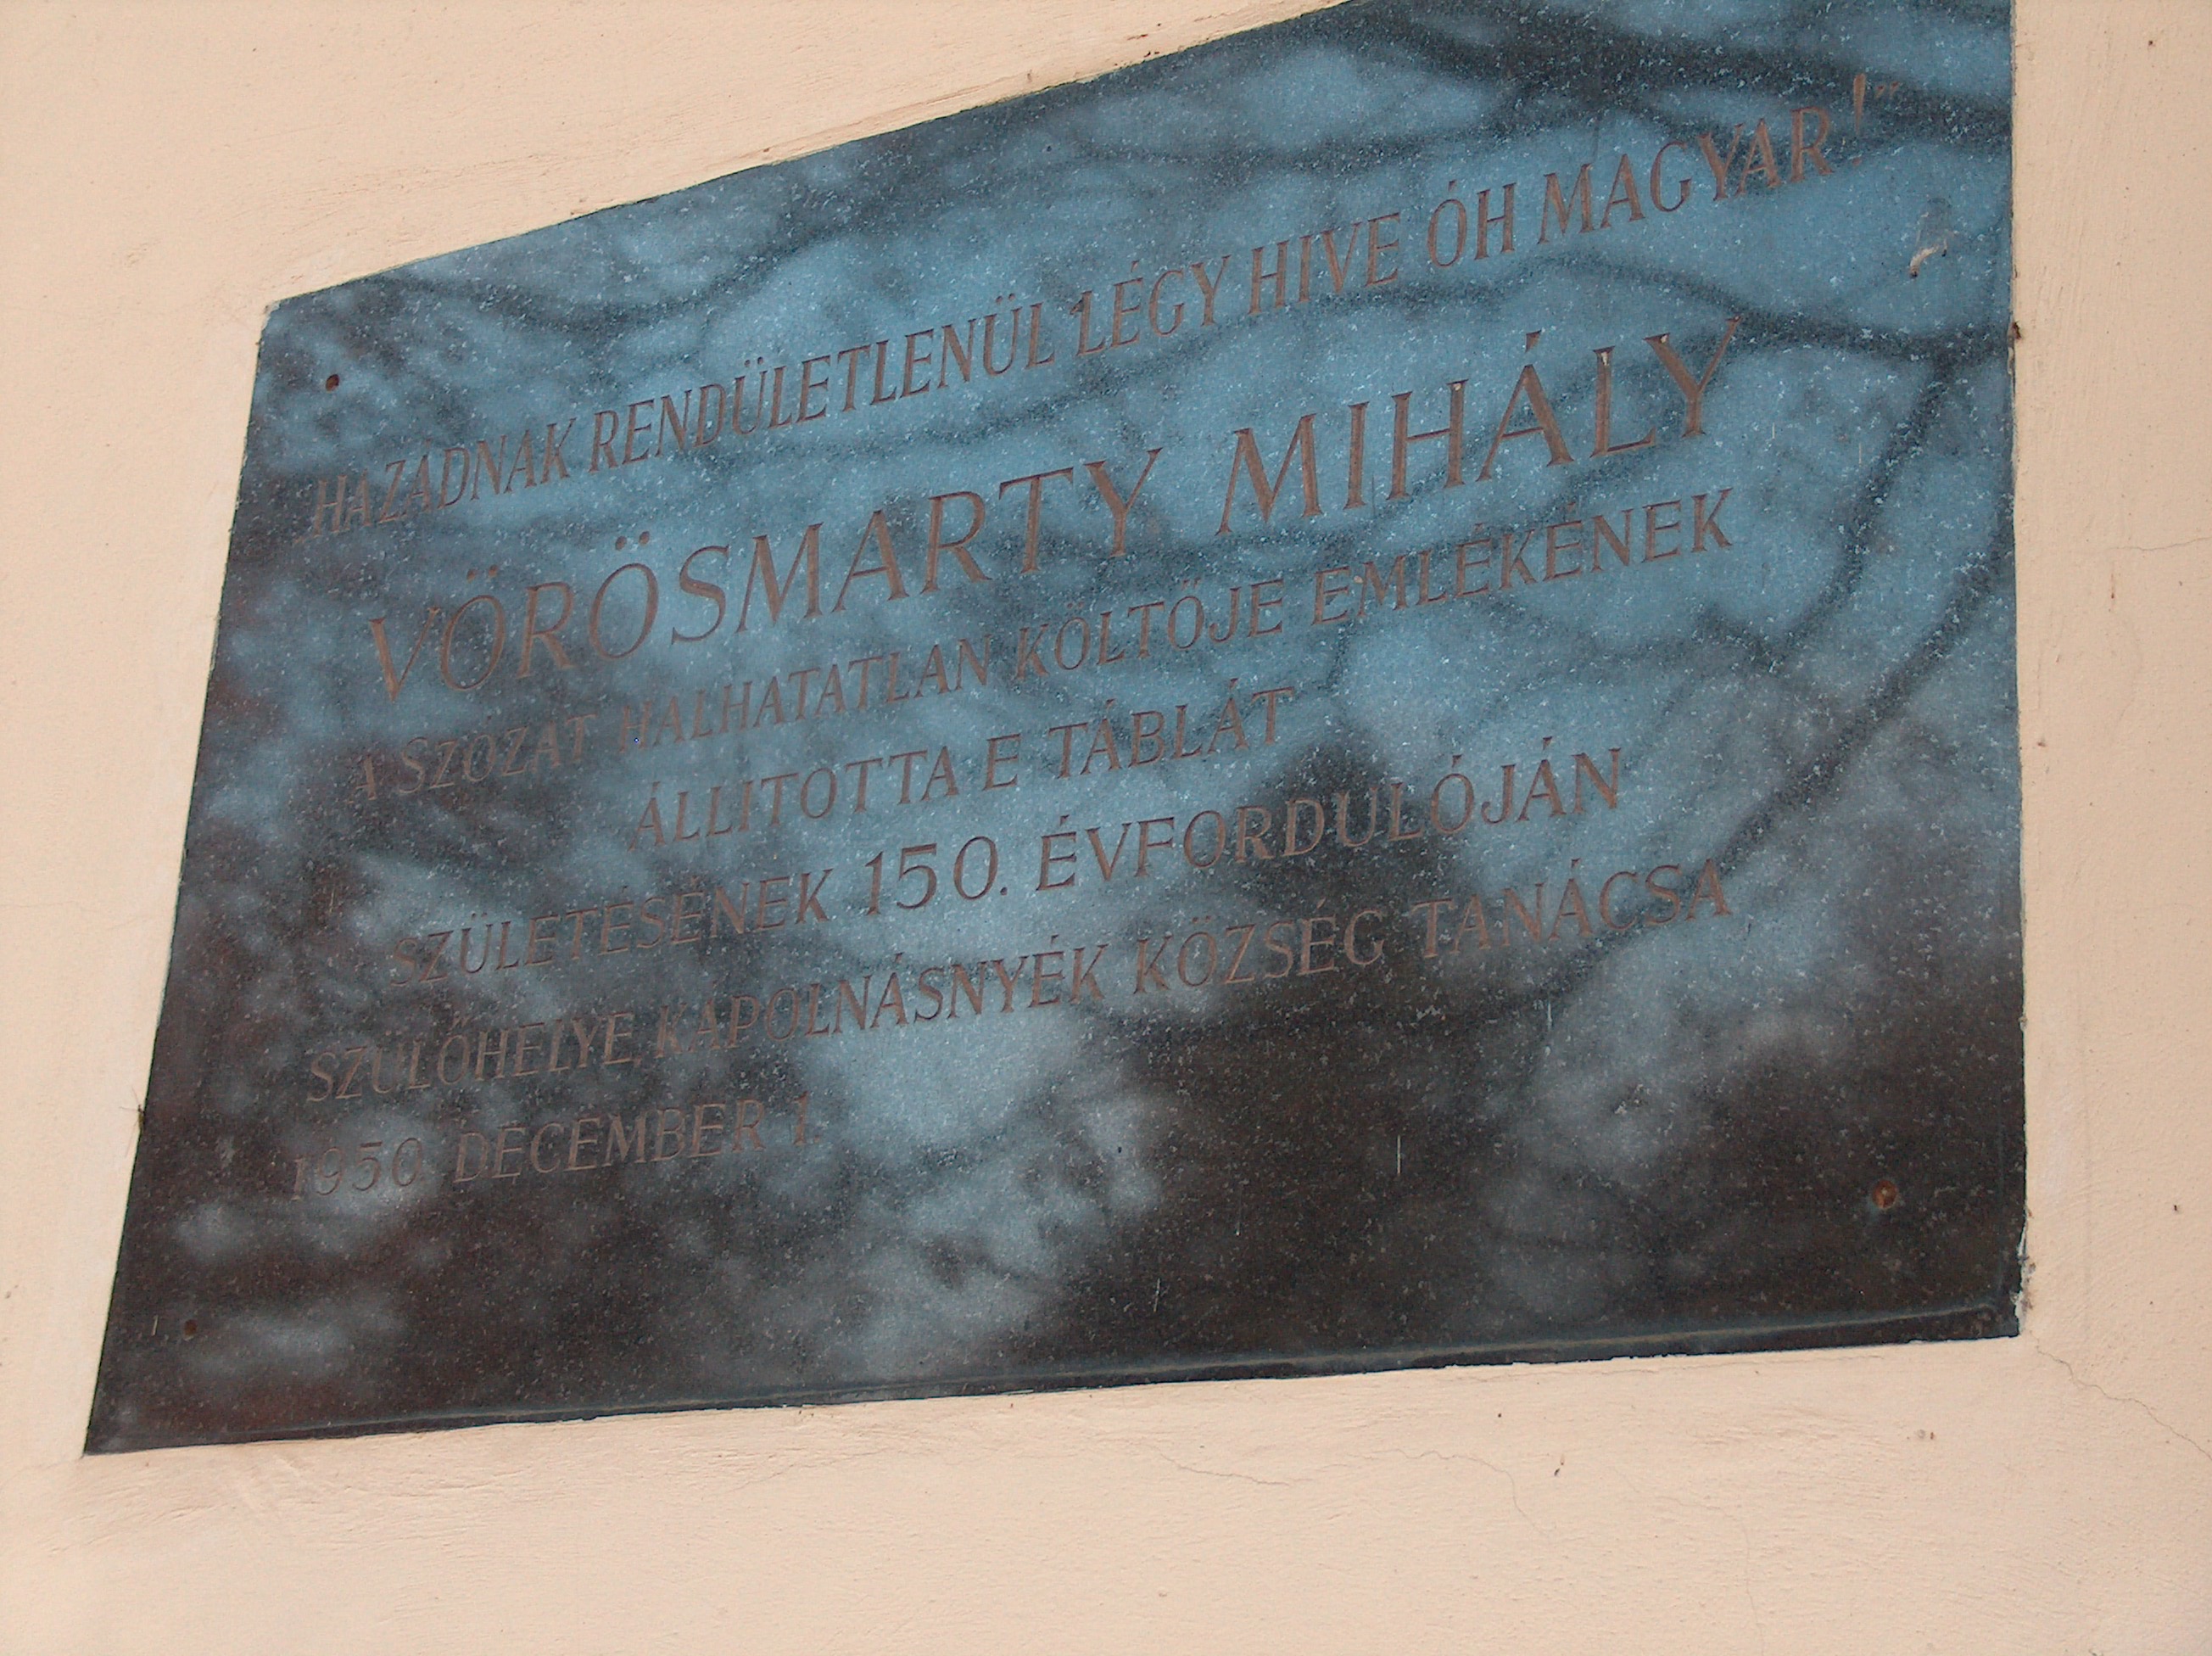 „HAZÁDNAK RENDÜLETLENÜL LÉGY HIVE ÓH MAGYAR!”
VÖRÖSMARTY MIHÁLY
A SZÓZAT HALHATATLAN KÖLTŐJE EMLÉKÉNEK
ÁLLITOTTA E TÁBLÁT
SZÜLETÉSÉNEK 150. ÉVFORDULÓJÁN
SZÜLŐHELYE, KÁPOLNÁSNYÉK KÖZSÉG TANÁCSA
1950. DECEMBER 1.